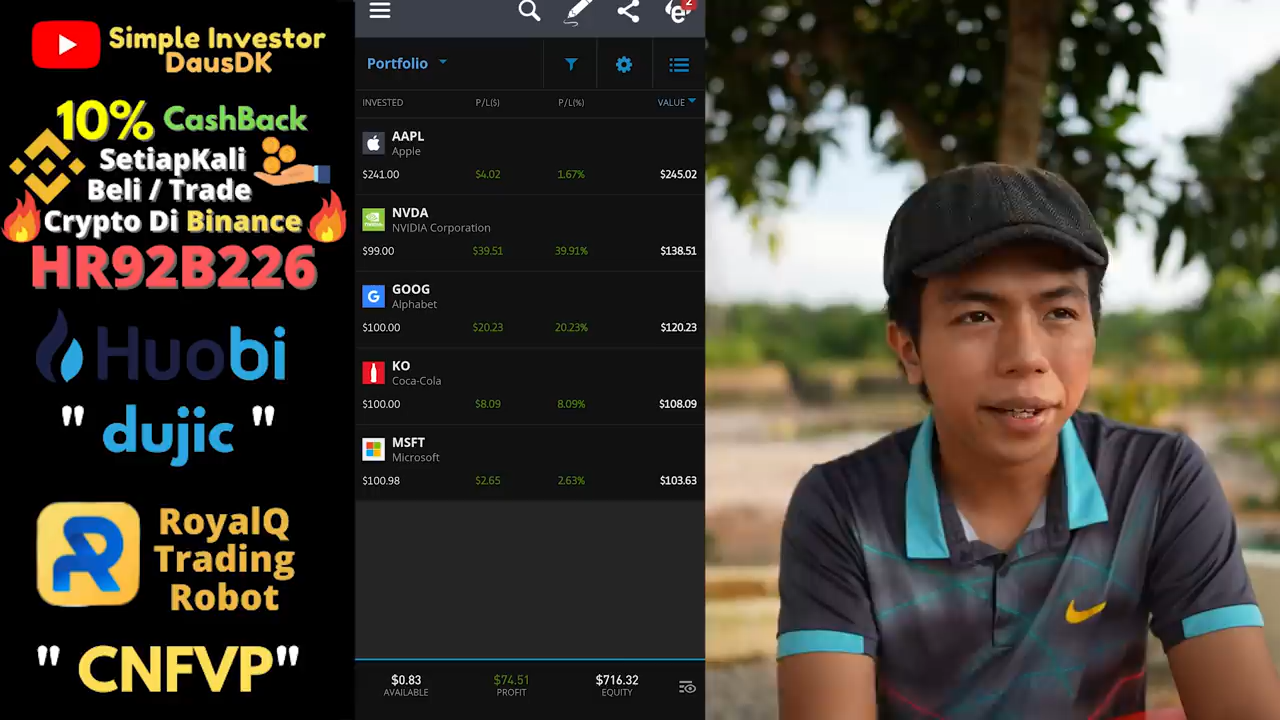 Simple Investor
DausDK
10% CashBack
SetiapKali
Beli / Trade
Crypto Di Binance
HR92B226
Huobi
" dujic "
RoyalQ
Trading
Robot
" CNFVP"
2
Portfolio
INVESTED P/L($) P/L(%) VALUE
AAPL
Apple
$241.00 $4.02 1.67% $245.02
NVDA
NVIDIA Corporation
$99.00 $39.51 39.91% $138.51
GOOG
Alphabet
$100.00 $20.23 20.23% $120.23
KO
Coca-Cola
$100.00 $8.09 8.09% $108.09
MSFT
Microsoft
$100.98 $2.65 2.63% $103.63
$0.83 $74.51 $716.32
AVAILABLE PROFIT EQUITY